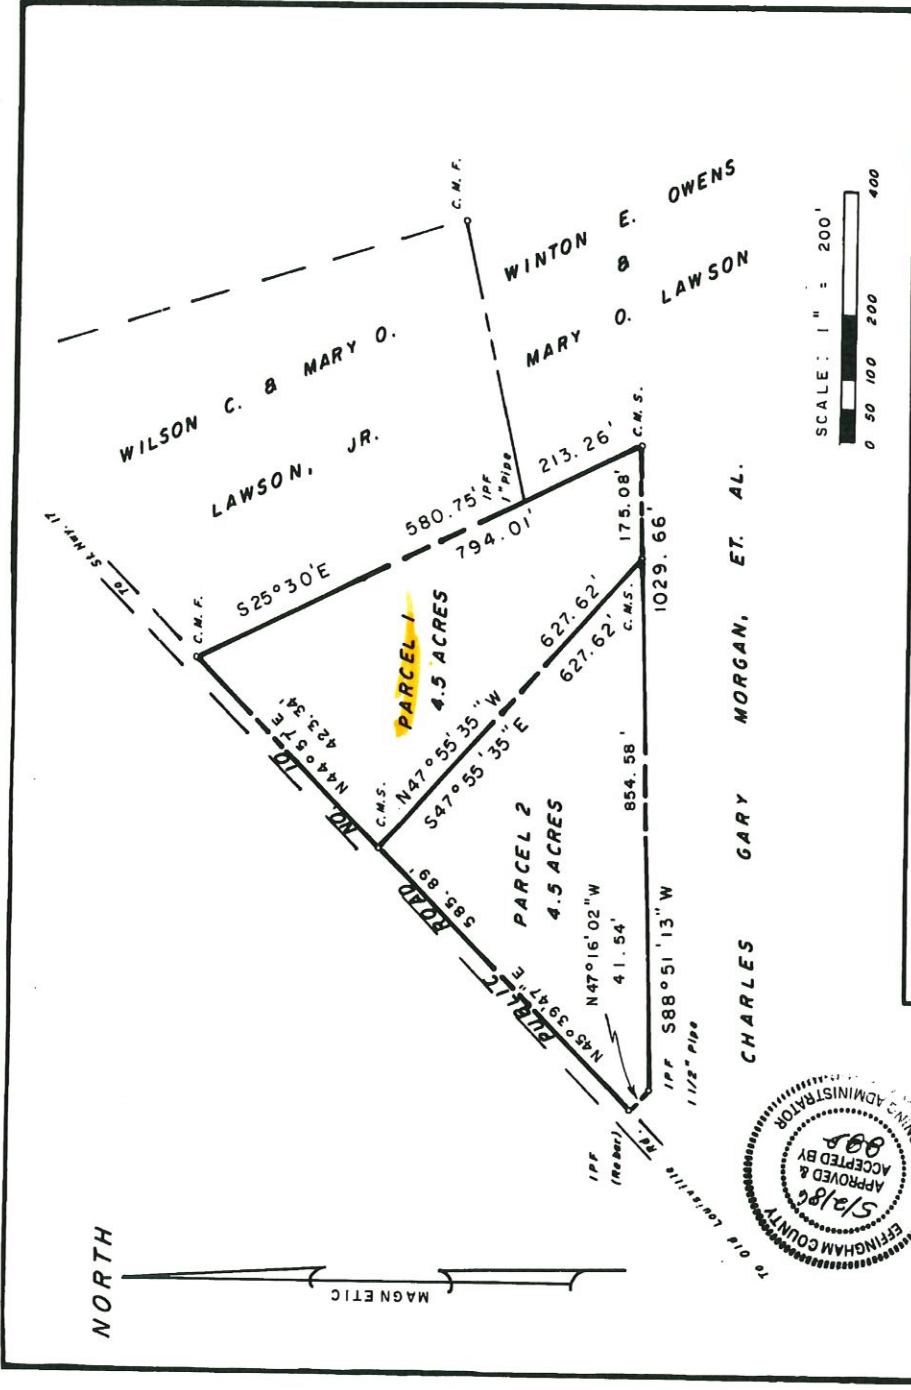 NORTH
MAGNETIC
TO St. Hwy. 17
C. M. F.
C. M. F.
WILSON C. & MARY O.
LAWSON, JR.
WINTON E. OWENS
&
MARY O. LAWSON
S25°30'E
580.75'
794.01'
IPF
1" Pipe
213.26'
C. M. S.
N44°57'E
423.34'
PUBLIC ROAD NO. 10
PARCEL 1
4.5 ACRES
C.M.S.
N47°55'35"W
627.62'
S47°55'35"E
627.62'
C.M.S.
175.08'
1029.66'
585.89'
N45°39'47"E
PARCEL 2
4.5 ACRES
854.58'
N47°16'02"W
41.54'
IPF
(Rebar)
IPF
1 1/2" Pipe
S88°51'13"W
To Old Louisville Rd.
CHARLES GARY MORGAN, ET. AL.
SCALE: 1" = 200'
0 50 100 200 400
EFFINGHAM COUNTY
5/2/86
APPROVED &
ACCEPTED BY
ADMINISTRATOR